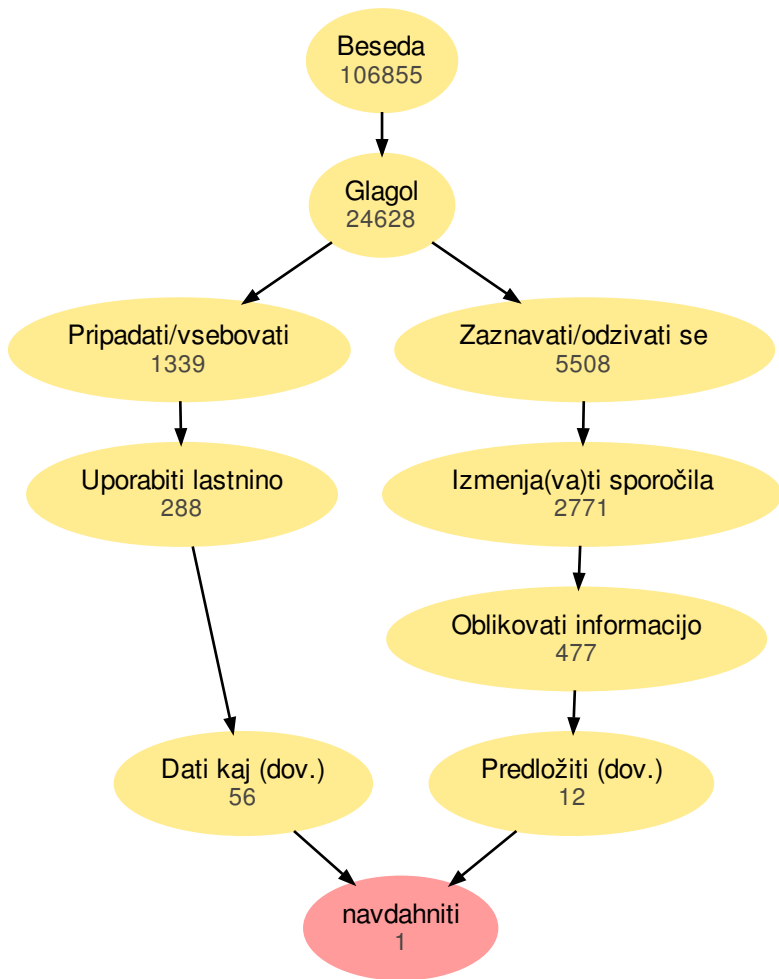 Beseda
106855
Glagol
24628
Pripadati/vsebovati
1339
Zaznavati/odzivati se
5508
Uporabiti lastnino
288
Izmenja(va)ti sporočila
2771
Oblikovati informacijo
477
Dati kaj (dov.)
56
Predložiti (dov.)
12
navdahniti
1